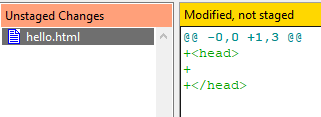 Unstaged Changes
hello.html
Modified, not staged
@@ -0,0 +1,3 @@
+<head>
+
+</head>